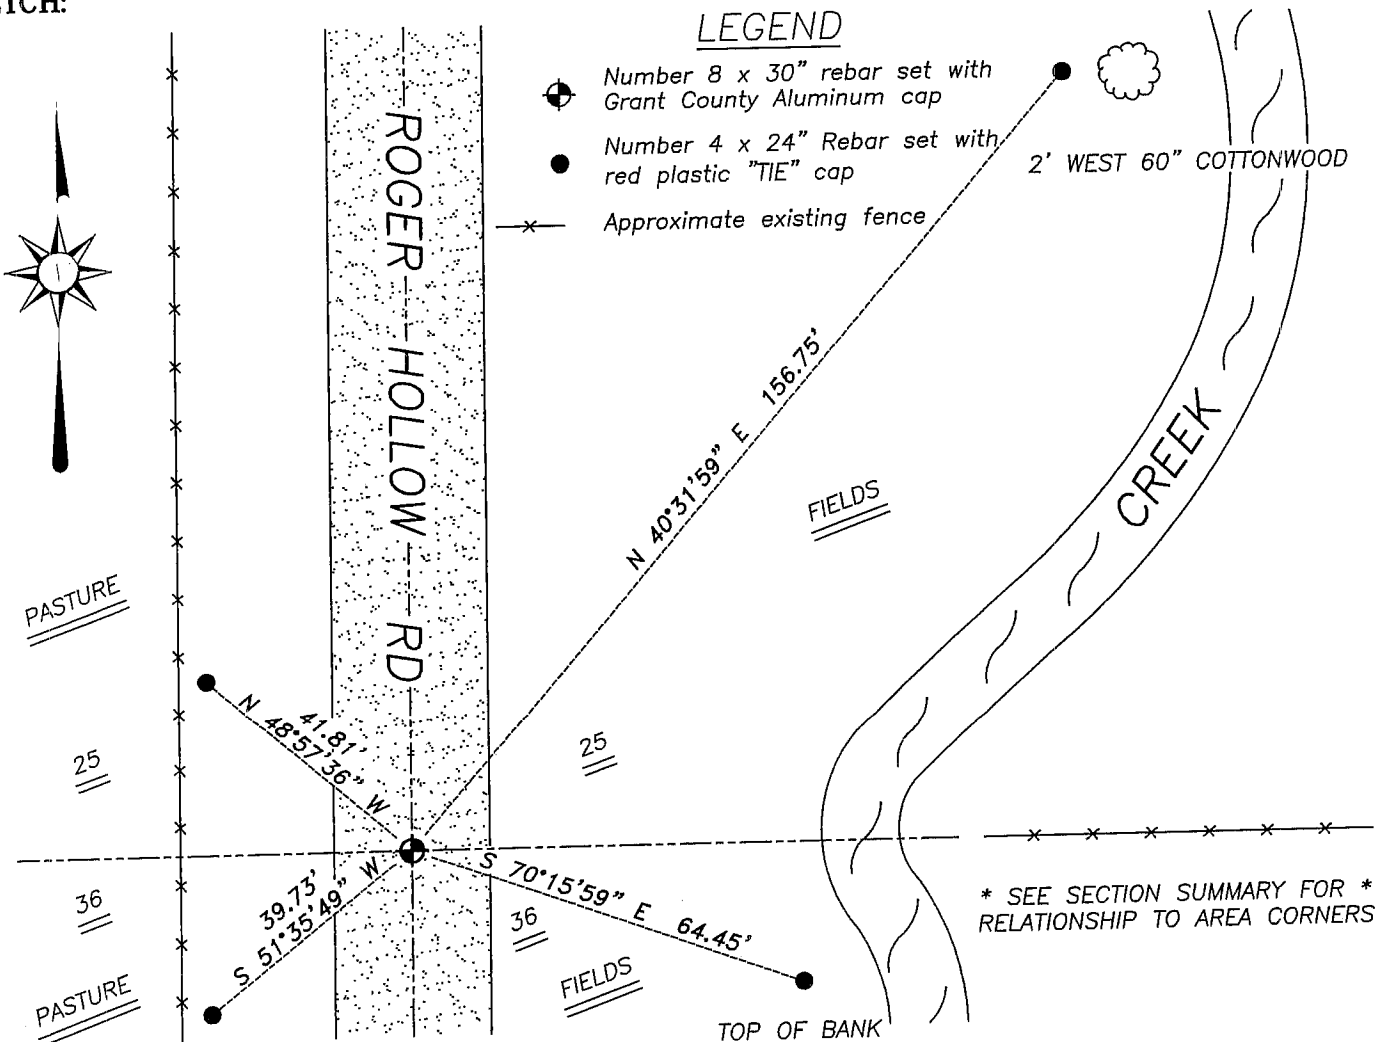 LEGEND
Number 8 x 30" rebar set with
Grant County Aluminum cap
Number 4 x 24" Rebar set with
red plastic "TIE" cap
Approximate existing fence
2' WEST 60" COTTONWOOD
ROGER HOLLOW RD
N 40°31'59" E 156.75'
CREEK
FIELDS
PASTURE
41.81'
N 48°57'36" W
25
25
39.73'
S 51°35'49" W
S 70°15'59" E 64.45'
36
36
* SEE SECTION SUMMARY FOR *
RELATIONSHIP TO AREA CORNERS
PASTURE
FIELDS
TOP OF BANK